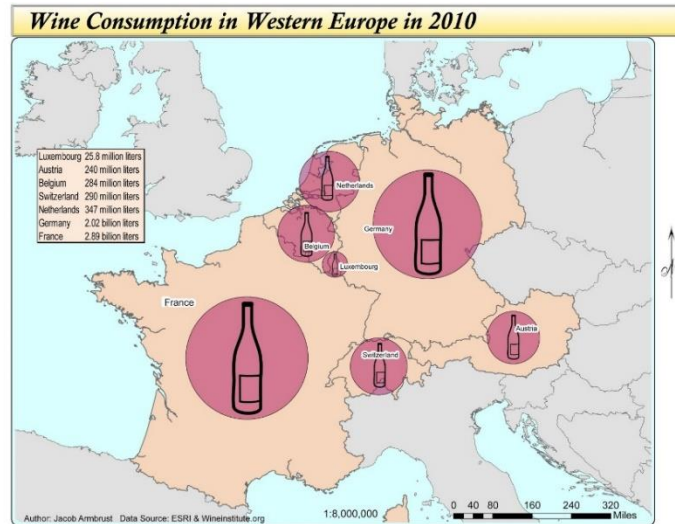 Wine Consumption in Western Europe in 2010
Luxembourg 25.8 million liters
Austria 240 million liters
Belgium 284 million liters
Switzerland 290 million liters
Netherlands 347 million liters
Germany 2.02 billion liters
France 2.89 billion liters
Netherlands
Germany
Belgium
Luxembourg
France
Austria
Switzerland
1:8,000,000
0 40 80 160 240 320
Miles
Author: Jacob Armbrust Data Source: ESRI & Wineinstitute.org